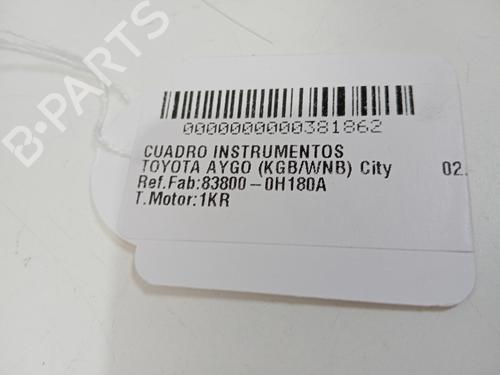 B-PARTS
0000000000381862
CUADRO INSTRUMENTOS
TOYOTA AYGO (KGB/WNB) City 02.
Ref.Fab:83800-0H180A
T.Motor:1KR